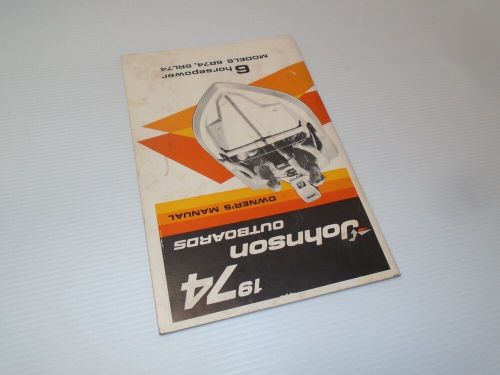 1974
Johnson
OUTBOARDS
OWNER'S MANUAL
6 horsepower
MODELS 6R74, 6RL74